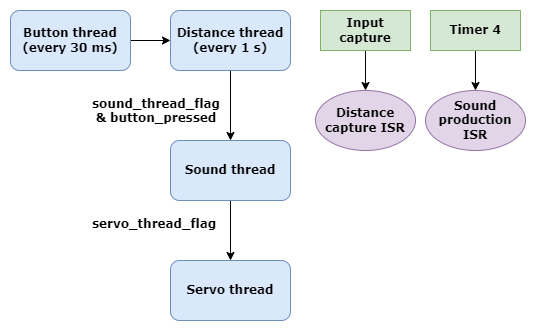 Button thread
(every 30 ms)
Distance thread
(every 1 s)
Input
capture
Timer 4
sound_thread_flag
& button_pressed
Distance
capture ISR
Sound
production
ISR
Sound thread
servo_thread_flag
Servo thread